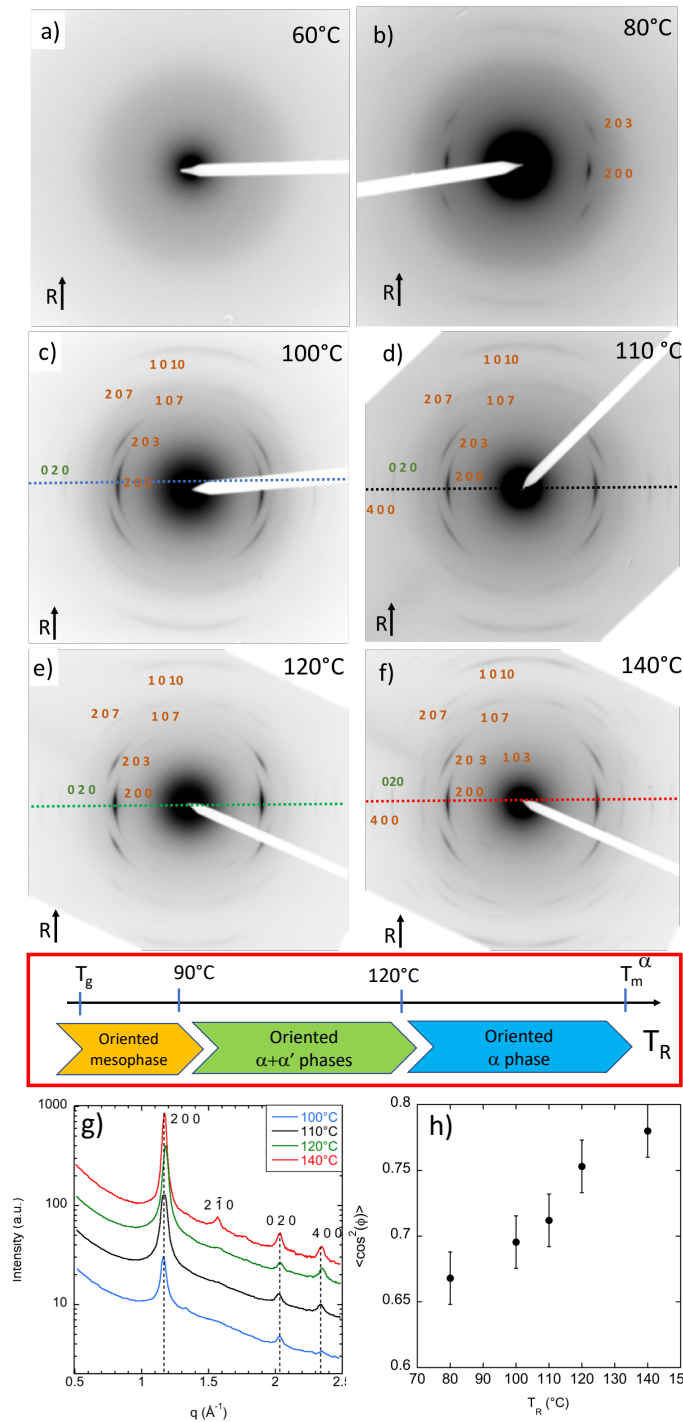 a) 60°C
b) 80°C
2 0 3
2 0 0
R
R
c) 100°C
1 0 10
2 0 7
1 0 7
2 0 3
0 2 0
2 0 0
R
d) 110 °C
1 0 10
2 0 7
1 0 7
2 0 3
0 2 0
2 0 0
4 0 0
R
e) 120°C
1 0 10
2 0 7
1 0 7
2 0 3
0 2 0
2 0 0
R
f) 140°C
1 0 10
2 0 7
1 0 7
2 0 3
1 0 3
020
2 0 0
4 0 0
R
Tg 90°C 120°C Tmα
Oriented
mesophase
Oriented
α+α’ phases
Oriented
α phase
TR
g)
1000
100
10
Intensity (a.u.)
2 0 0
2 1̄ 0
0 2 0
4 0 0
100°C
110°C
120°C
140°C
0.5 1 1.5 2 2.5
q (Å-1)
h)
0.8
0.75
0.7
0.65
0.6
<cos2(ϕ)>
70 80 90 100 110 120 130 140 150
TR (°C)